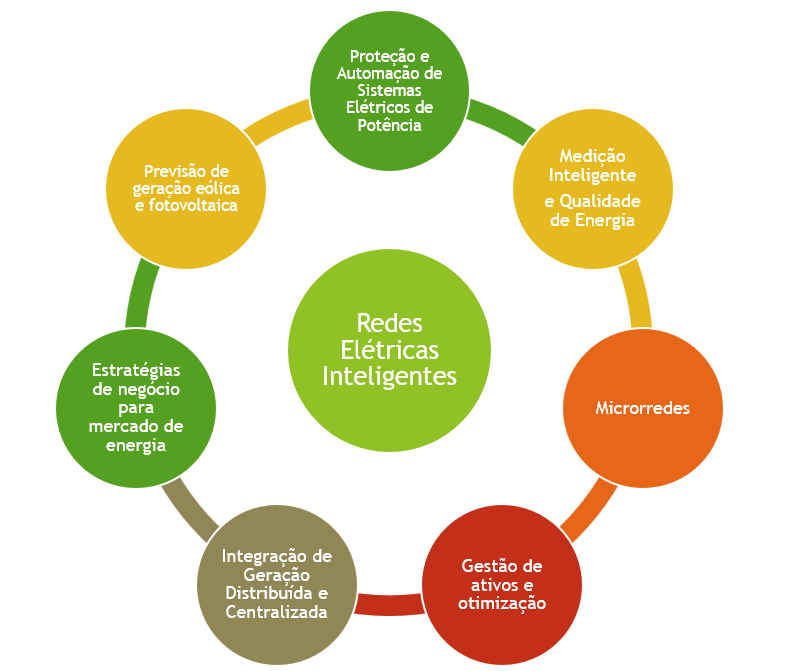 Proteção e
Automação de
Sistemas
Elétricos de
Potência
Medição
Inteligente
e Qualidade
de Energia
Microrredes
Gestão de
ativos e
otimização
Integração de
Geração
Distribuída e
Centralizada
Estratégias
de negócio
para
mercado de
energia
Previsão de
geração eólica
e fotovoltaica
Redes
Elétricas
Inteligentes